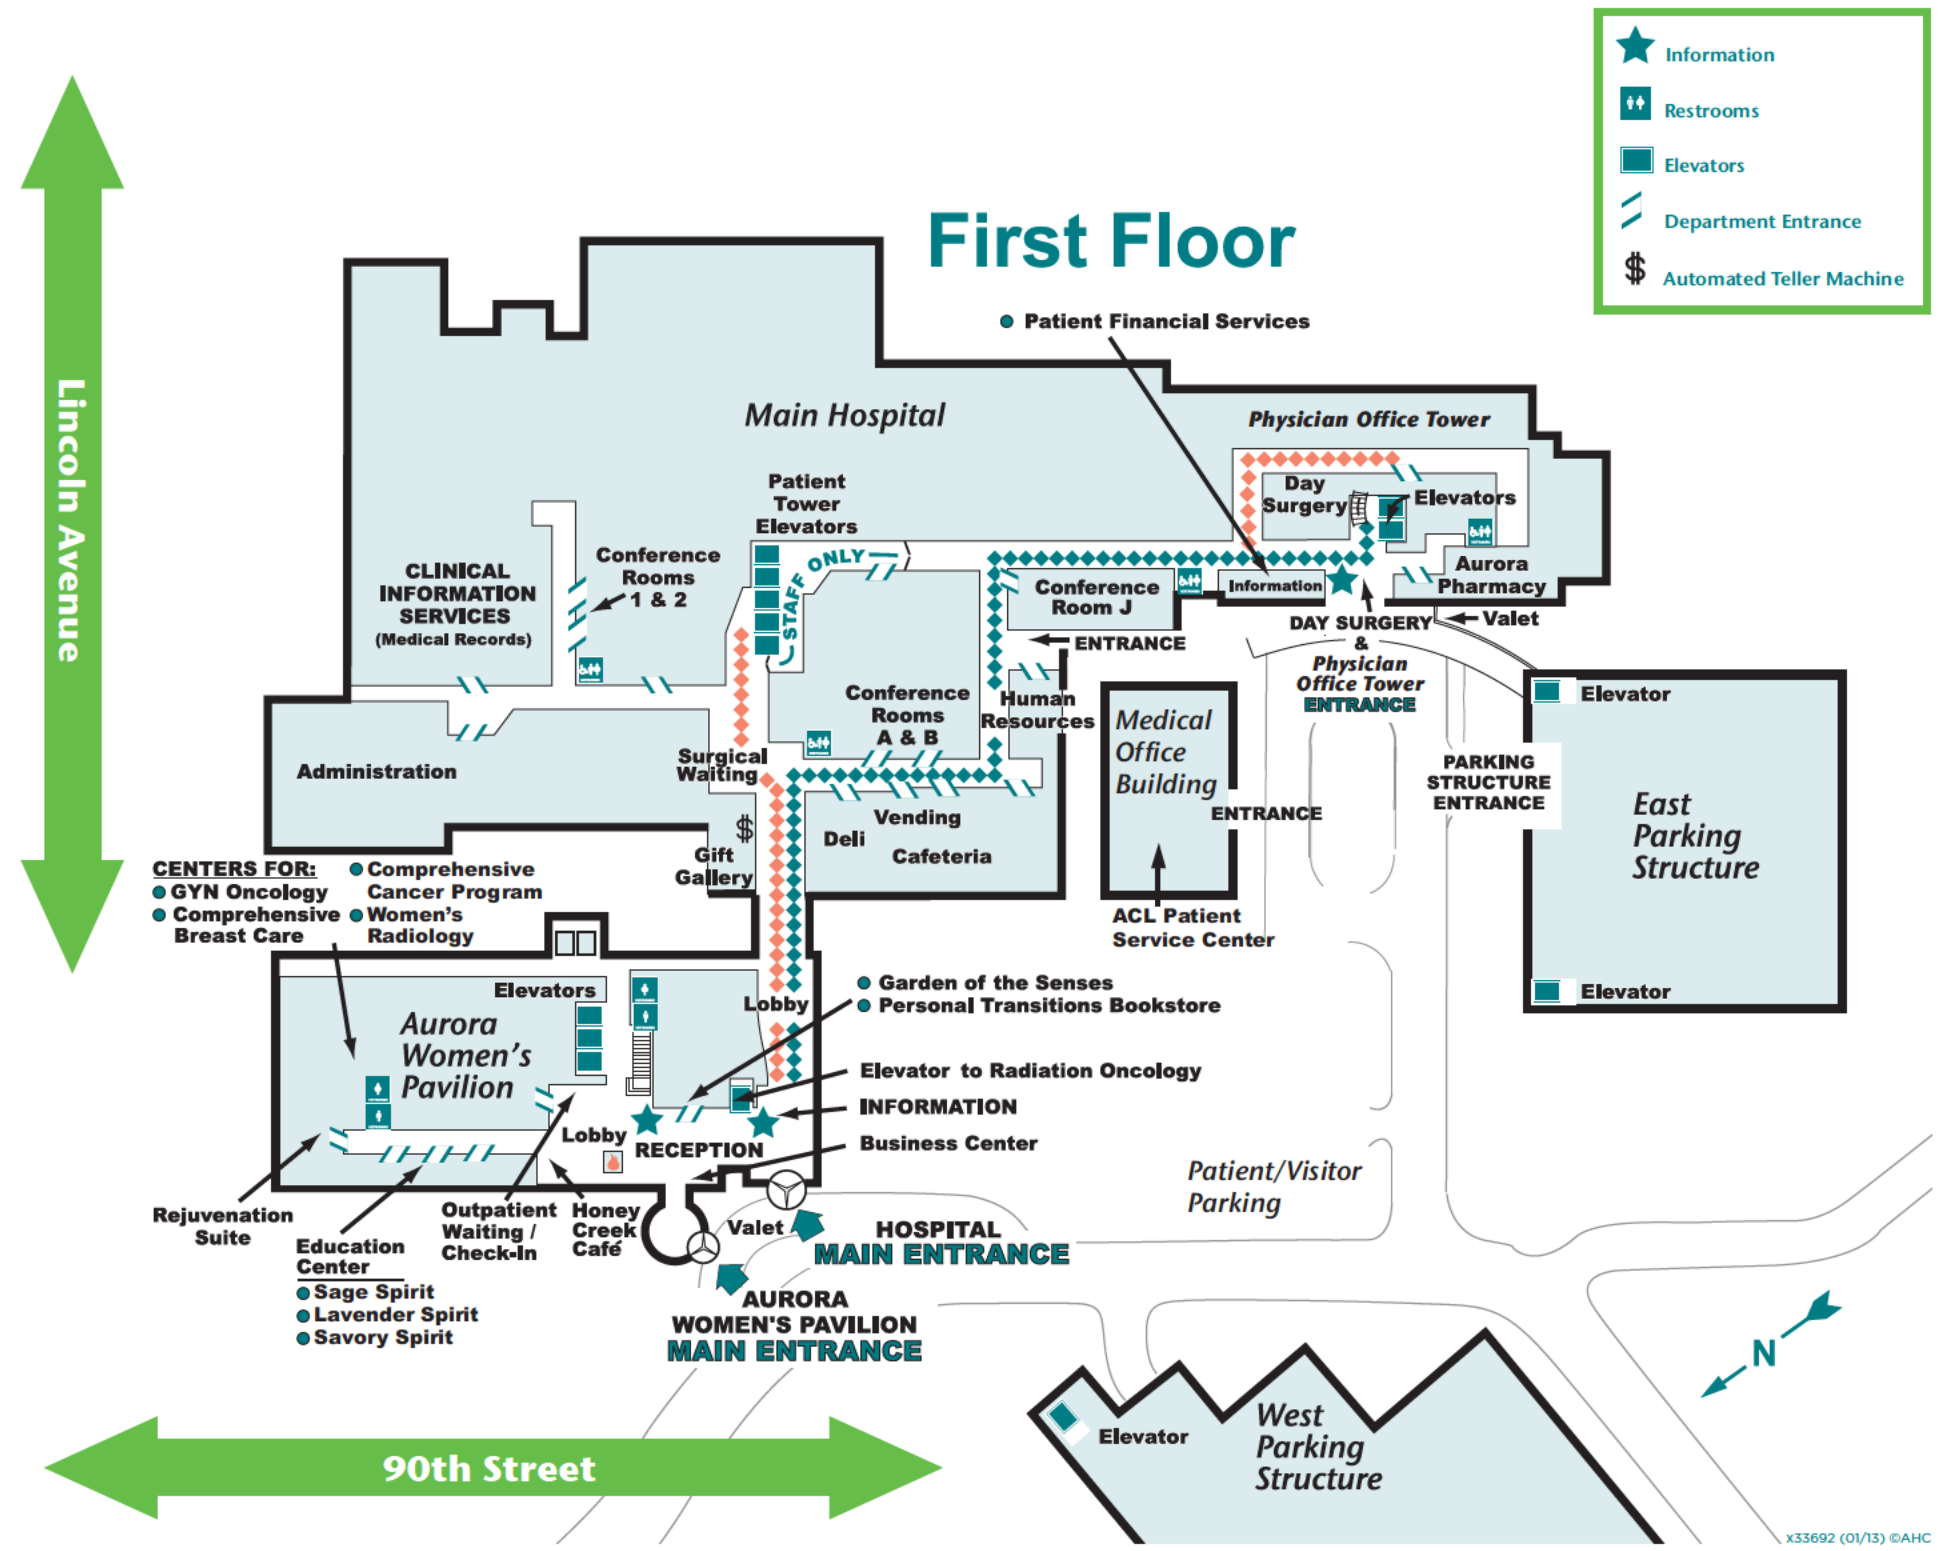 Information
Restrooms
Elevators
Department Entrance
$
Automated Teller Machine
First Floor
Patient Financial Services
Main Hospital
Physician Office Tower
Lincoln Avenue
Patient
Tower
Elevators
Day
Surgery
Elevators
STAFF ONLY
CLINICAL
INFORMATION
SERVICES
(Medical Records)
Conference
Rooms
1 & 2
Conference
Room J
Information
Aurora
Pharmacy
Valet
ENTRANCE
DAY SURGERY
&
Physician
Office Tower
ENTRANCE
Conference
Rooms
A & B
Human
Resources
Medical
Office
Building
ENTRANCE
Elevator
PARKING
STRUCTURE
ENTRANCE
East
Parking
Structure
Elevator
Administration
Surgical
Waiting
$
Gift
Gallery
Vending
Deli
Cafeteria
ACL Patient
Service Center
CENTERS FOR:
GYN Oncology
Comprehensive
Breast Care
Comprehensive
Cancer Program
Women's
Radiology
Elevators
Aurora
Women's
Pavilion
Lobby
Garden of the Senses
Personal Transitions Bookstore
Elevator to Radiation Oncology
INFORMATION
Business Center
Lobby
RECEPTION
Patient/Visitor
Parking
Rejuvenation
Suite
Education
Center
Sage Spirit
Lavender Spirit
Savory Spirit
Outpatient
Waiting /
Check-In
Honey
Creek
Café
Valet
HOSPITAL
MAIN ENTRANCE
AURORA
WOMEN'S PAVILION
MAIN ENTRANCE
N
90th Street
Elevator
West
Parking
Structure
x33692 (01/13) ©AHC